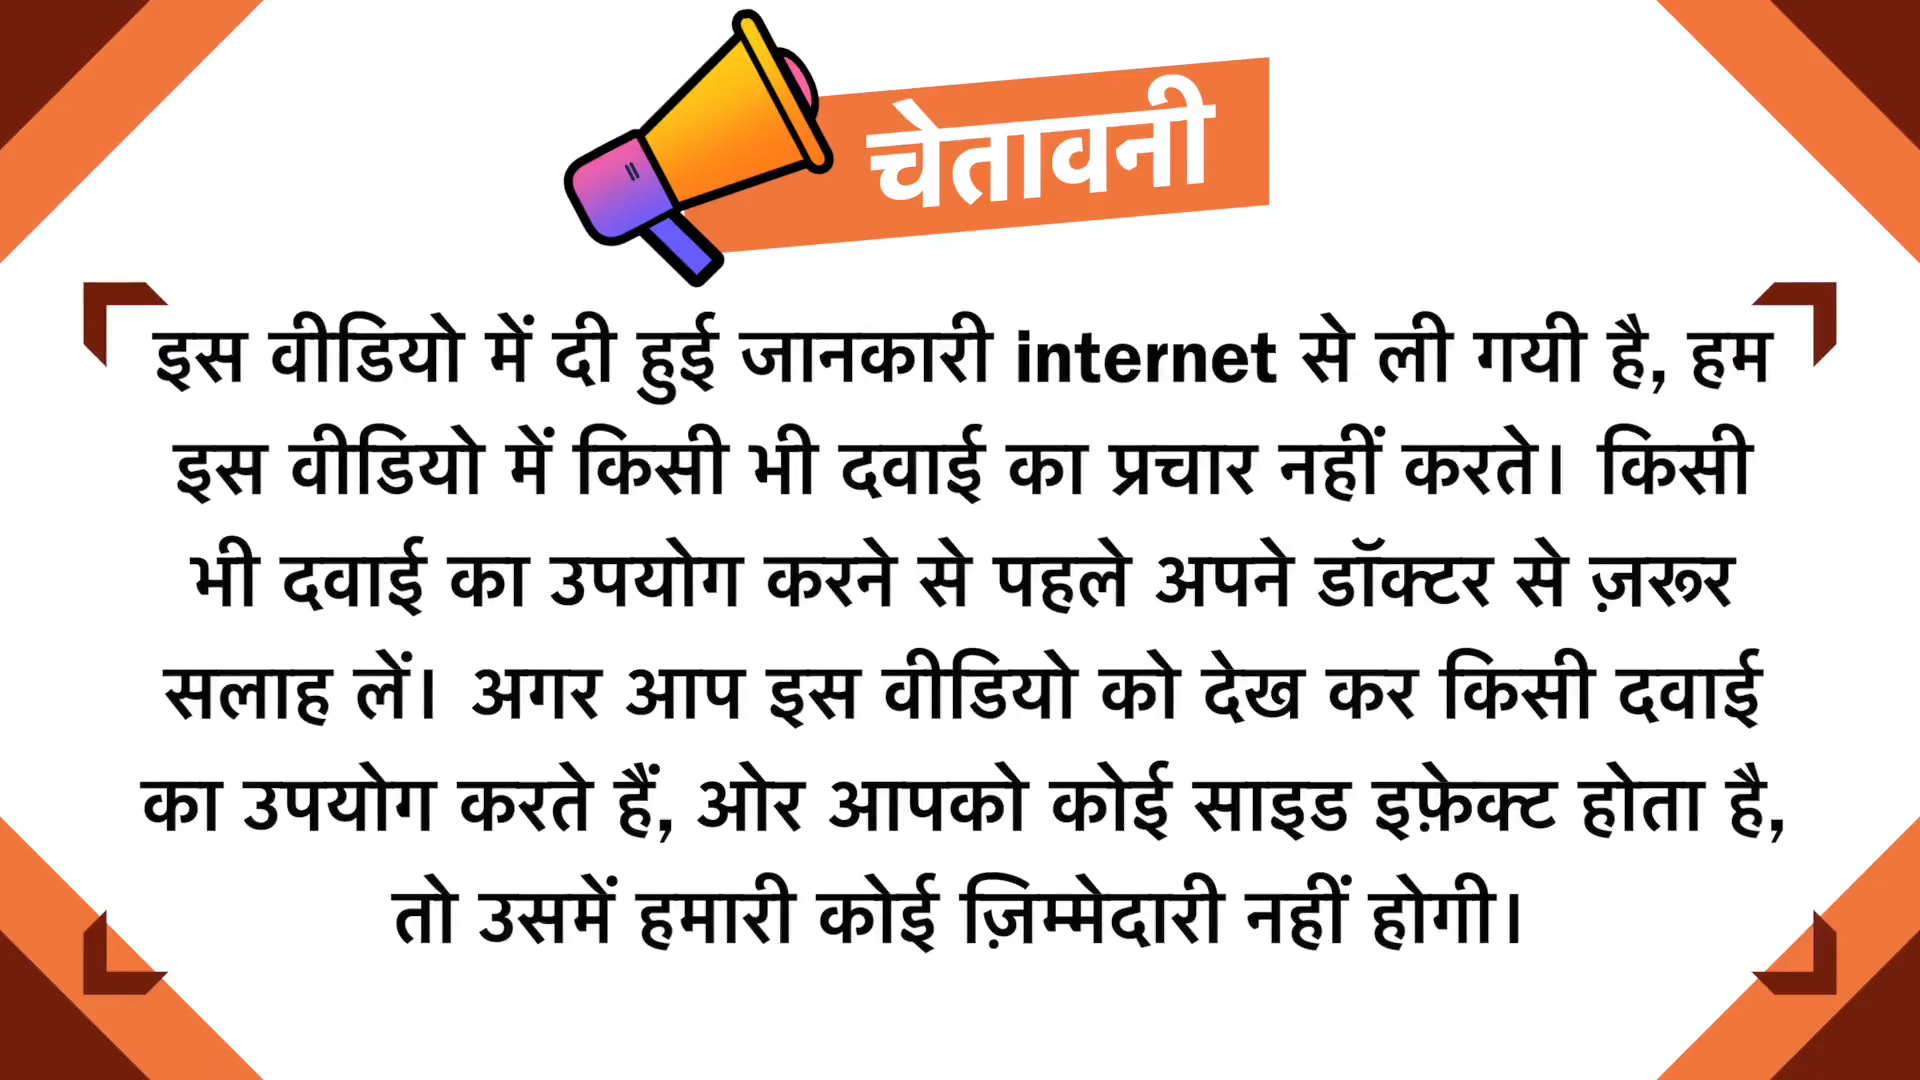 चेतावनी
इस वीडियो में दी हुई जानकारी internet से ली गयी है, हम
इस वीडियो में किसी भी दवाई का प्रचार नहीं करते। किसी
भी दवाई का उपयोग करने से पहले अपने डॉक्टर से ज़रूर
सलाह लें। अगर आप इस वीडियो को देख कर किसी दवाई
का उपयोग करते हैं, ओर आपको कोई साइड इफ़ेक्ट होता है,
तो उसमें हमारी कोई ज़िम्मेदारी नहीं होगी।